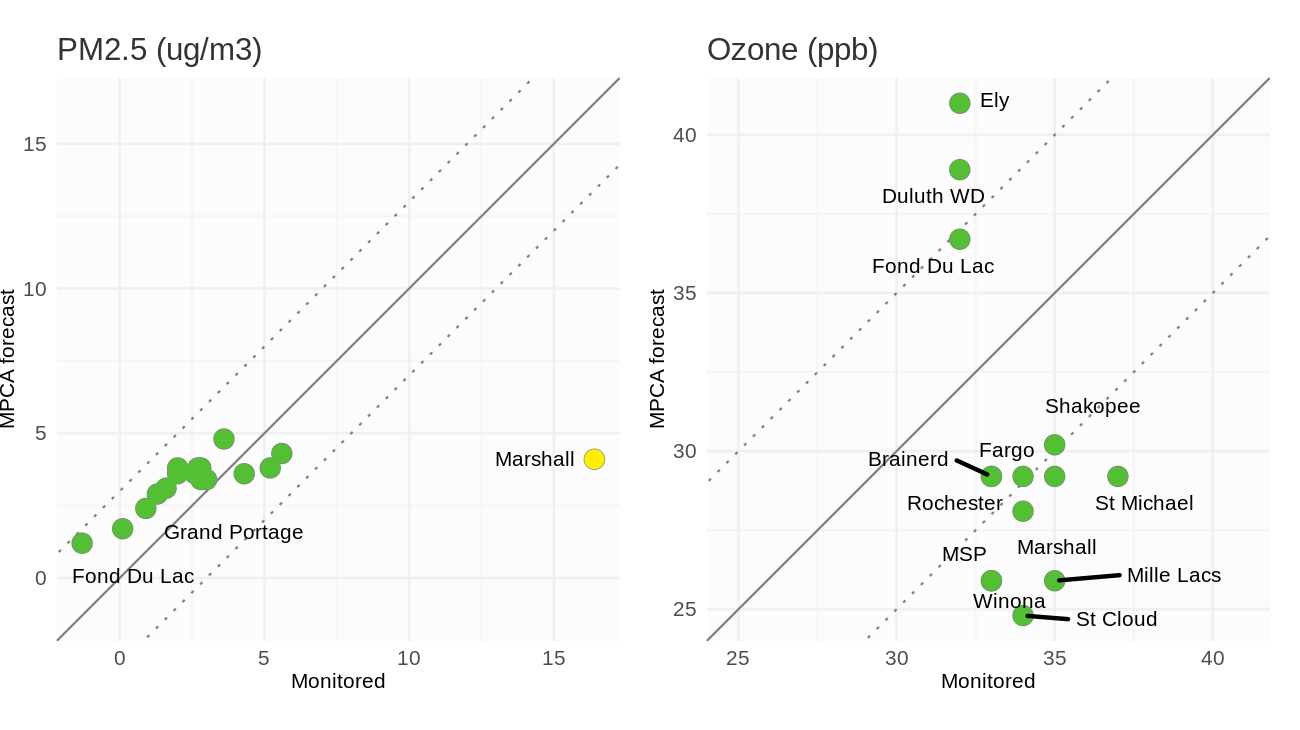 PM2.5 (ug/m3)
MPCA forecast
15
10
5
0
Marshall
Grand Portage
Fond Du Lac
0
5
10
15
Monitored
Ozone (ppb)
MPCA forecast
40
35
30
25
Ely
Duluth WD
Fond Du Lac
Shakopee
Fargo
Brainerd
Rochester
St Michael
MSP
Marshall
Mille Lacs
Winona
St Cloud
25
30
35
40
Monitored